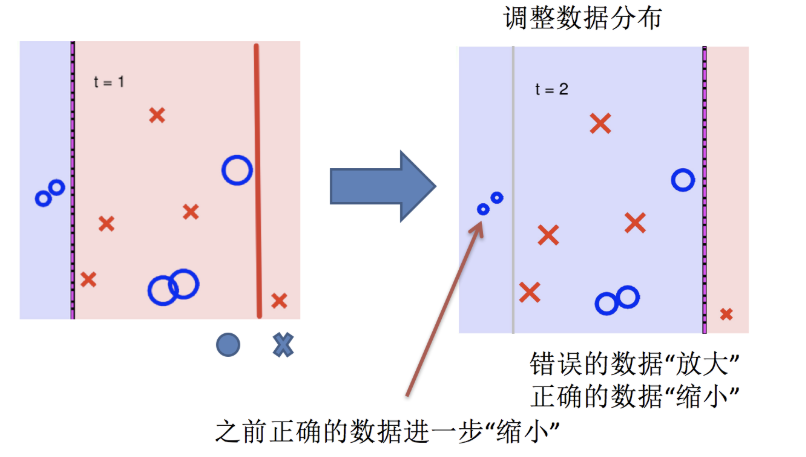 调整数据分布
t = 1
t = 2
错误的数据“放大”
正确的数据“缩小”
之前正确的数据进一步“缩小”